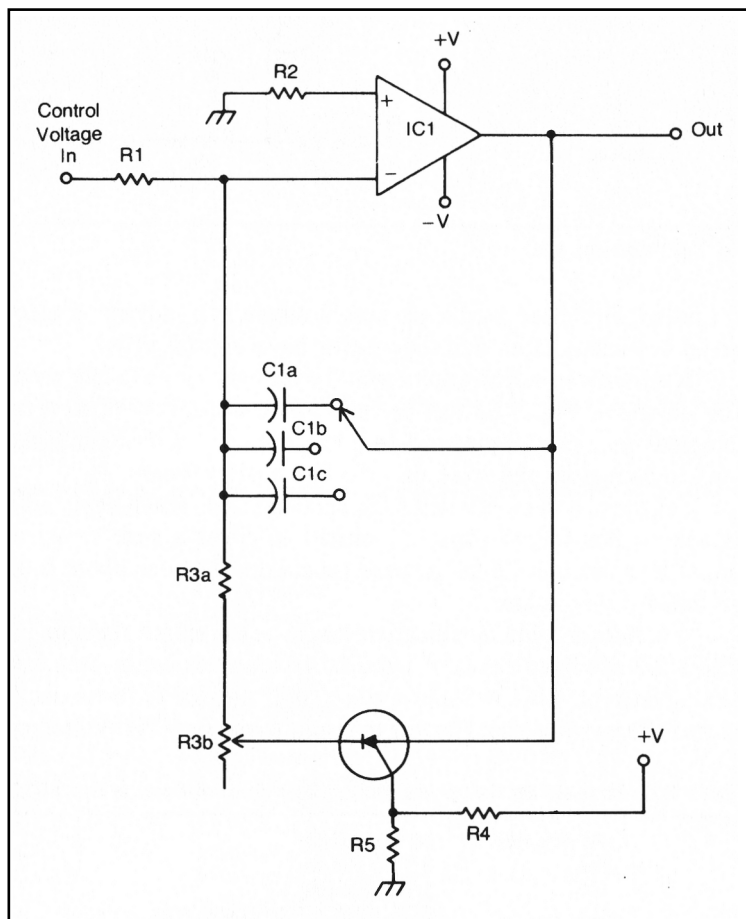 +V
R2
Control
Voltage
In
IC1
+
Out
R1
−
−V
C1a
C1b
C1c
R3a
R3b
+V
R4
R5